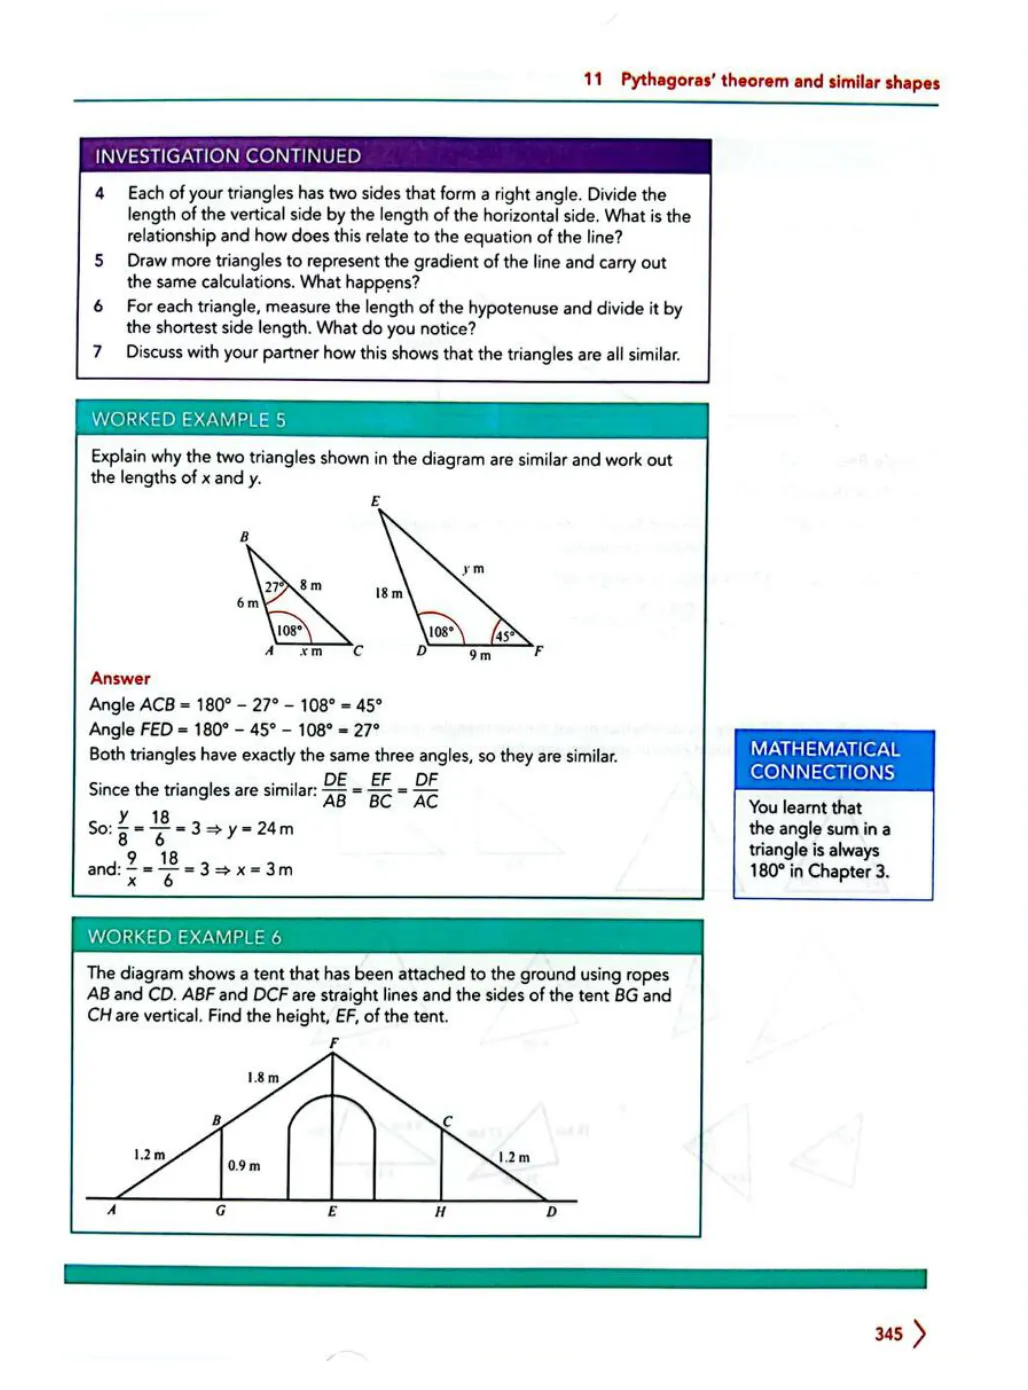 11 Pythagoras' theorem and similar shapes
INVESTIGATION CONTINUED
4 Each of your triangles has two sides that form a right angle. Divide the
length of the vertical side by the length of the horizontal side. What is the
relationship and how does this relate to the equation of the line?
5 Draw more triangles to represent the gradient of the line and carry out
the same calculations. What happens?
6 For each triangle, measure the length of the hypotenuse and divide it by
the shortest side length. What do you notice?
7 Discuss with your partner how this shows that the triangles are all similar.
WORKED EXAMPLE 5
Explain why the two triangles shown in the diagram are similar and work out
the lengths of x and y.
E
B
y m
27° 8 m
18 m
6 m
108°
108°
45°
A x m C
D 9 m F
Answer
Angle ACB = 180° − 27° − 108° = 45°
Angle FED = 180° − 45° − 108° = 27°
Both triangles have exactly the same three angles, so they are similar.
Since the triangles are similar: DE/AB = EF/BC = DF/AC
So: y/8 = 18/6 = 3 ⇒ y = 24 m
and: 9/x = 18/6 = 3 ⇒ x = 3 m
MATHEMATICAL
CONNECTIONS
You learnt that
the angle sum in a
triangle is always
180° in Chapter 3.
WORKED EXAMPLE 6
The diagram shows a tent that has been attached to the ground using ropes
AB and CD. ABF and DCF are straight lines and the sides of the tent BG and
CH are vertical. Find the height, EF, of the tent.
F
1.8 m
B C
1.2 m
0.9 m
1.2 m
A G E H D
345